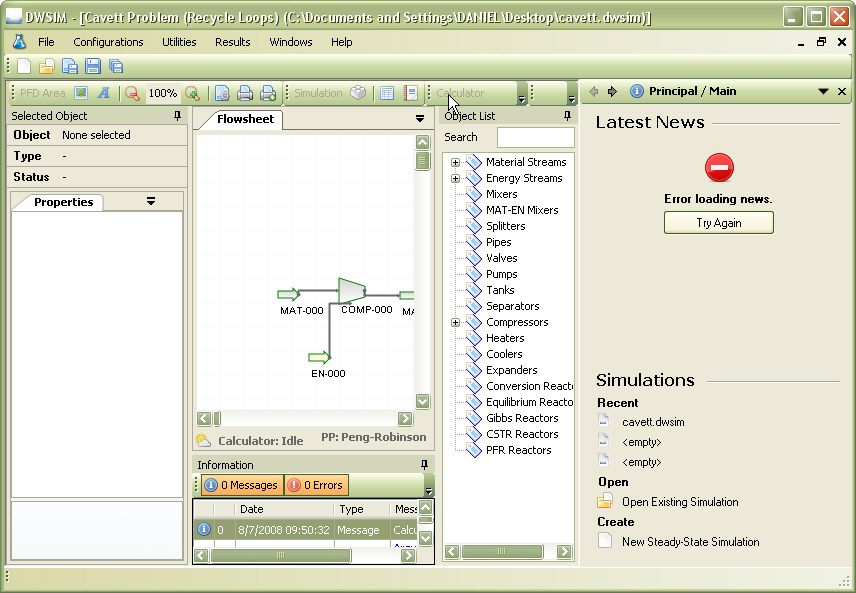 DWSIM - [Cavett Problem (Recycle Loops) (C:\Documents and Settings\DANIEL\Desktop\cavett.dwsim)]
File Configurations Utilities Results Windows Help
PFD Area A 100% Simulation Calculator
Principal / Main
Selected Object
Object None selected
Type -
Status -
Properties
Flowsheet
MAT-000 COMP-000 MA
EN-000
Calculator: Idle PP: Peng-Robinson
Information
0 Messages 0 Errors
Date Type Mess
0 8/7/2008 09:50:32 Message Calcu
Object List
Search
Material Streams
Energy Streams
Mixers
MAT-EN Mixers
Splitters
Pipes
Valves
Pumps
Tanks
Separators
Compressors
Heaters
Coolers
Expanders
Conversion Reacto
Equilibrium Reacto
Gibbs Reactors
CSTR Reactors
PFR Reactors
Latest News
Error loading news.
Try Again
Simulations
Recent
cavett.dwsim
<empty>
<empty>
Open
Open Existing Simulation
Create
New Steady-State Simulation